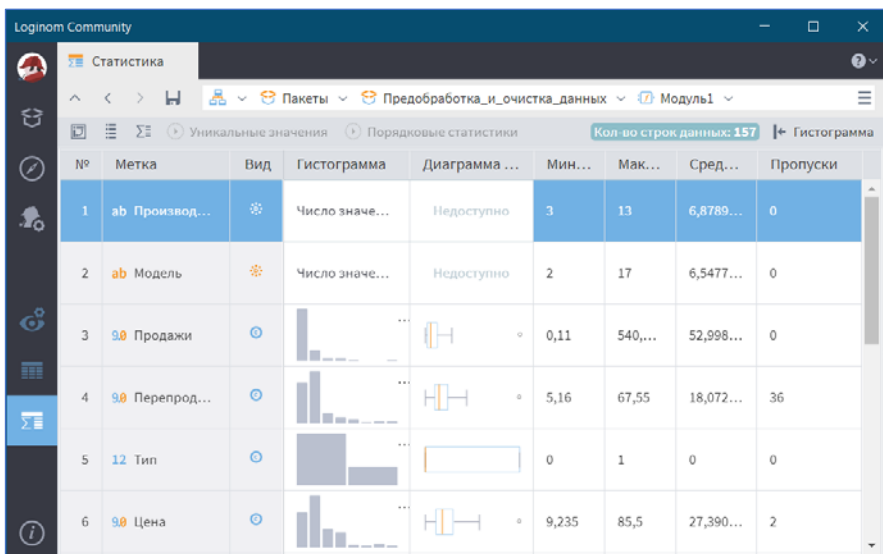 Loginom Community
Статистика
Пакеты Предобработка_и_очистка_данных Модуль1
Уникальные значения Порядковые статистики Кол-во строк данных: 157 Гистограмма
№ Метка Вид Гистограмма Диаграмма ... Мин... Мак... Сред... Пропуски
1 ab Производ... Число значе... Недоступно 3 13 6,8789... 0
2 ab Модель Число значе... Недоступно 2 17 6,5477... 0
3 9.0 Продажи ... 0,11 540,... 52,998... 0
4 9.0 Перепрод... ... 5,16 67,55 18,072... 36
5 12 Тип ... 0 1 0 0
6 9.0 Цена ... 9,235 85,5 27,390... 2